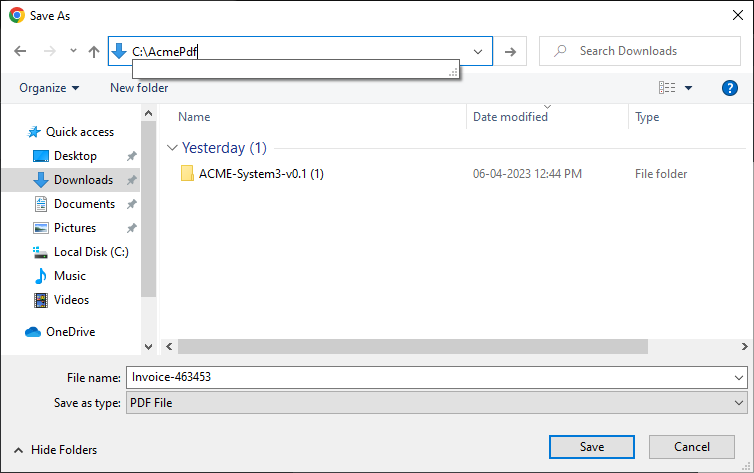 Save As
C:\AcmePdf
Search Downloads
Organize
New folder
?
Name Date modified Type
Quick access
Desktop
Downloads
Documents
Pictures
Local Disk (C:)
Music
Videos
OneDrive
Yesterday (1)
ACME-System3-v0.1 (1) 06-04-2023 12:44 PM File folder
File name: Invoice-463453
Save as type: PDF File
Hide Folders
Save
Cancel